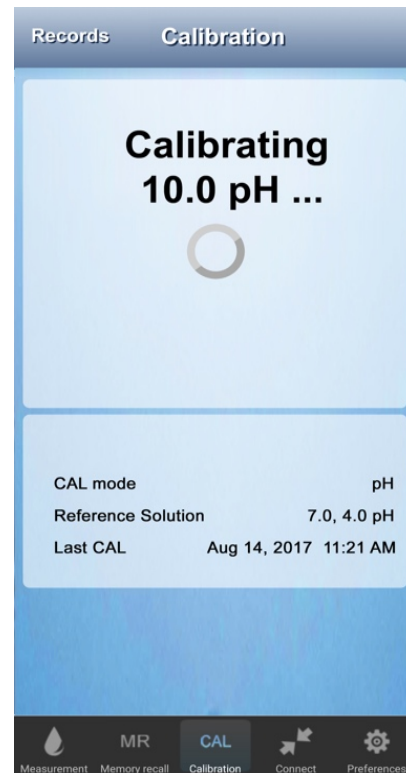 Records Calibration
Calibrating
10.0 pH ...
CAL mode pH
Reference Solution 7.0, 4.0 pH
Last CAL Aug 14, 2017 11:21 AM
MR CAL
Measurement Memory recall Calibration Connect Preferences